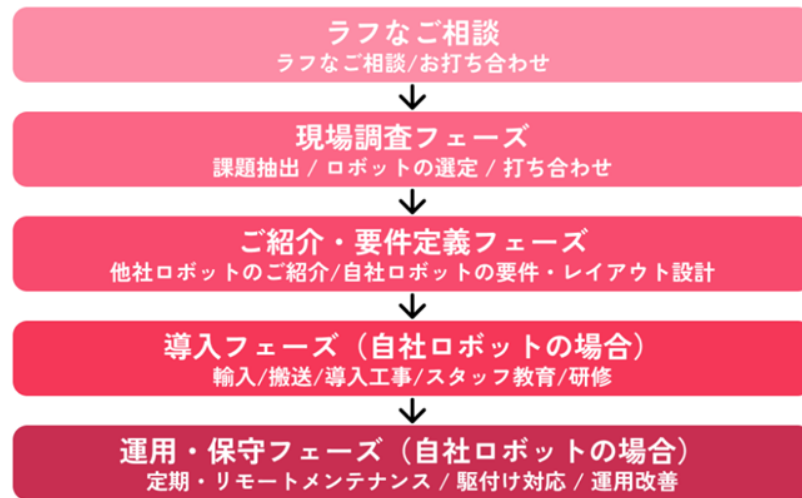 ラフなご相談
ラフなご相談/お打ち合わせ
現場調査フェーズ
課題抽出 / ロボットの選定 / 打ち合わせ
ご紹介・要件定義フェーズ
他社ロボットのご紹介/自社ロボットの要件・レイアウト設計
導入フェーズ（自社ロボットの場合）
輸入/搬送/導入工事/スタッフ教育/研修
運用・保守フェーズ（自社ロボットの場合）
定期・リモートメンテナンス / 駆付け対応 / 運用改善